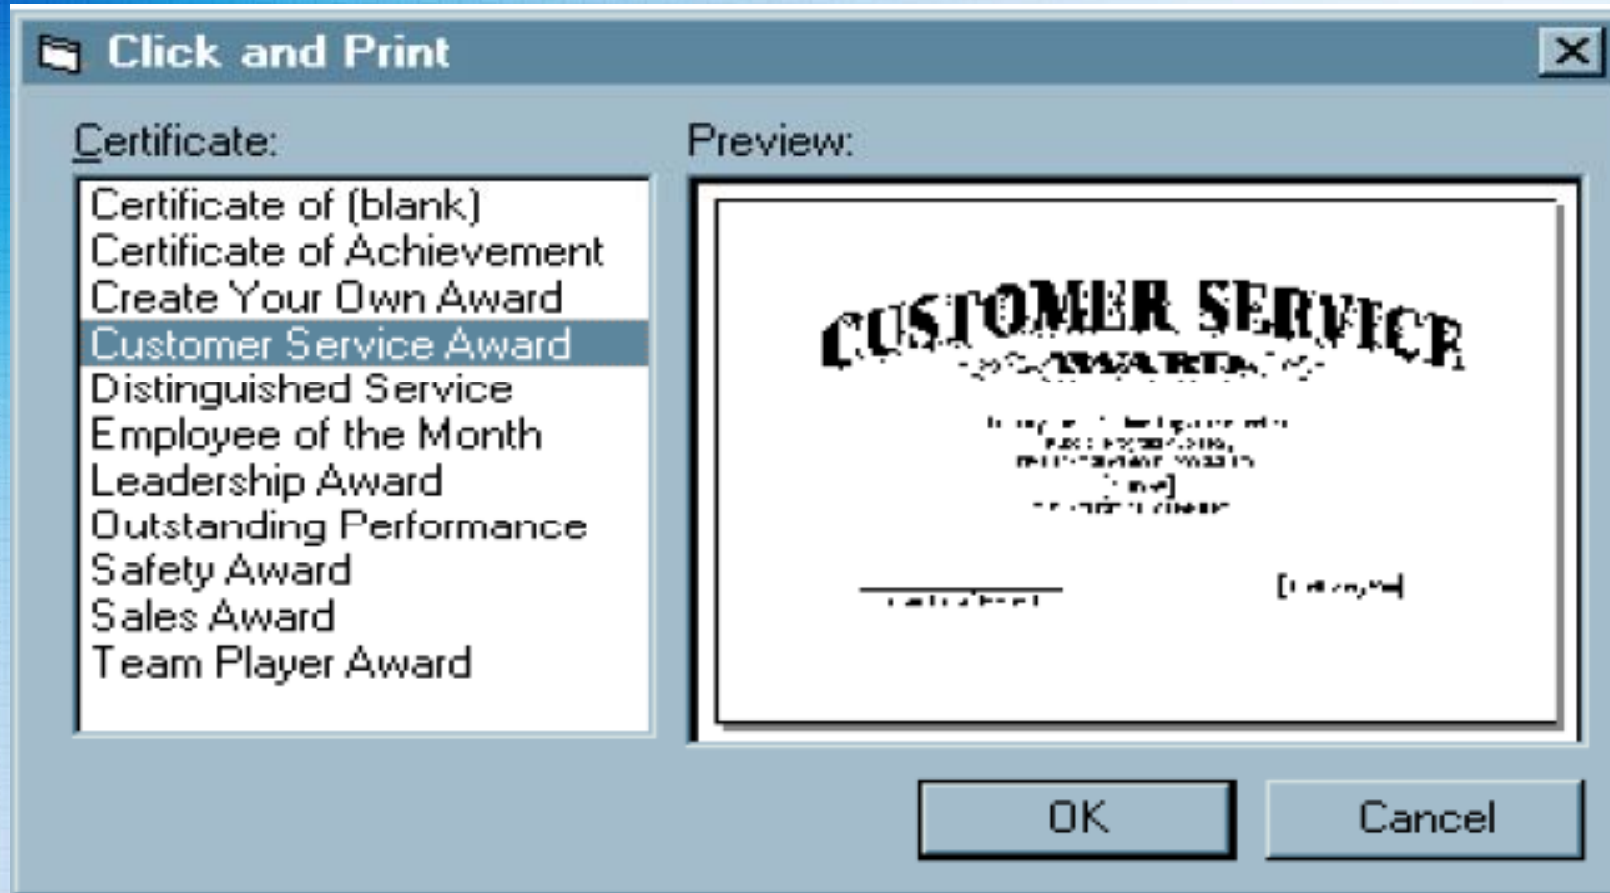 Click and Print
Certificate:
Certificate of (blank)
Certificate of Achievement
Create Your Own Award
Customer Service Award
Distinguished Service
Employee of the Month
Leadership Award
Outstanding Performance
Safety Award
Sales Award
Team Player Award
Preview:
CUSTOMER SERVICE
AWARD
OK
Cancel